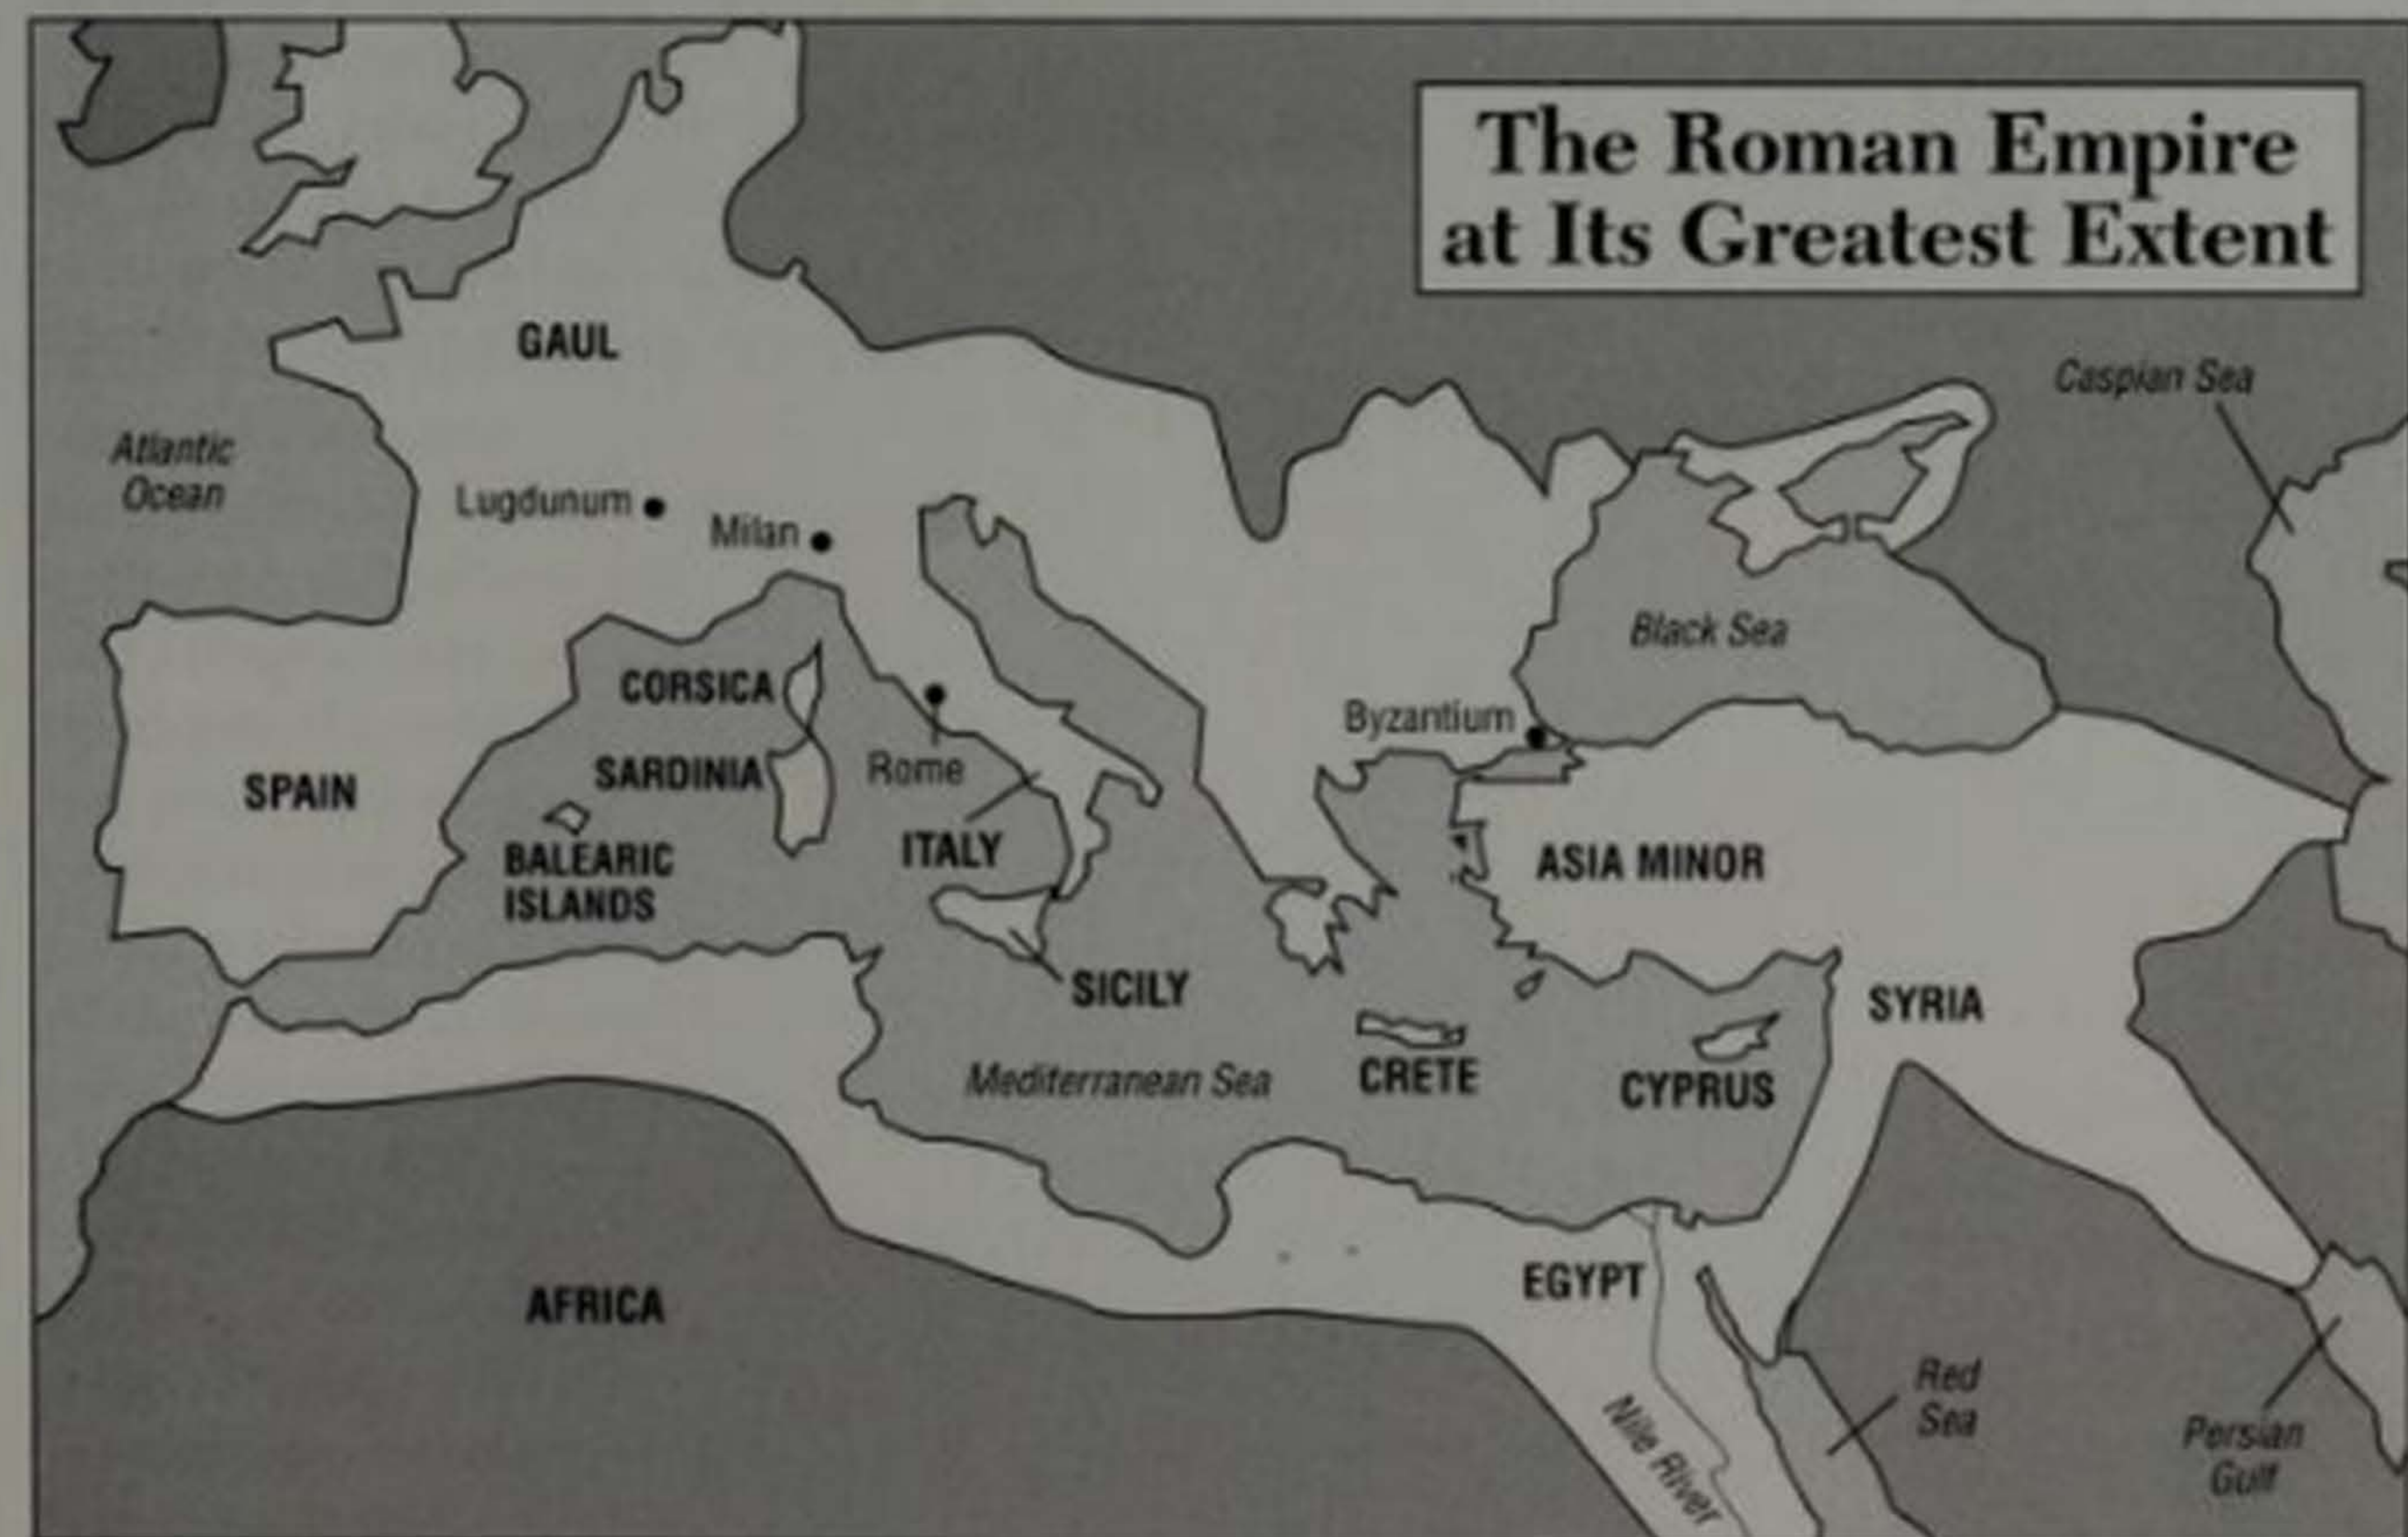 The Roman Empire
at Its Greatest Extent
GAUL
Caspian Sea
Atlantic
Ocean
Lugdunum
Milan
Black Sea
CORSICA
Byzantium
SARDINIA
Rome
SPAIN
ITALY
BALEARIC
ISLANDS
ASIA MINOR
SICILY
SYRIA
Mediterranean Sea
CRETE
CYPRUS
EGYPT
AFRICA
Red
Sea
Nile River
Persian
Gulf